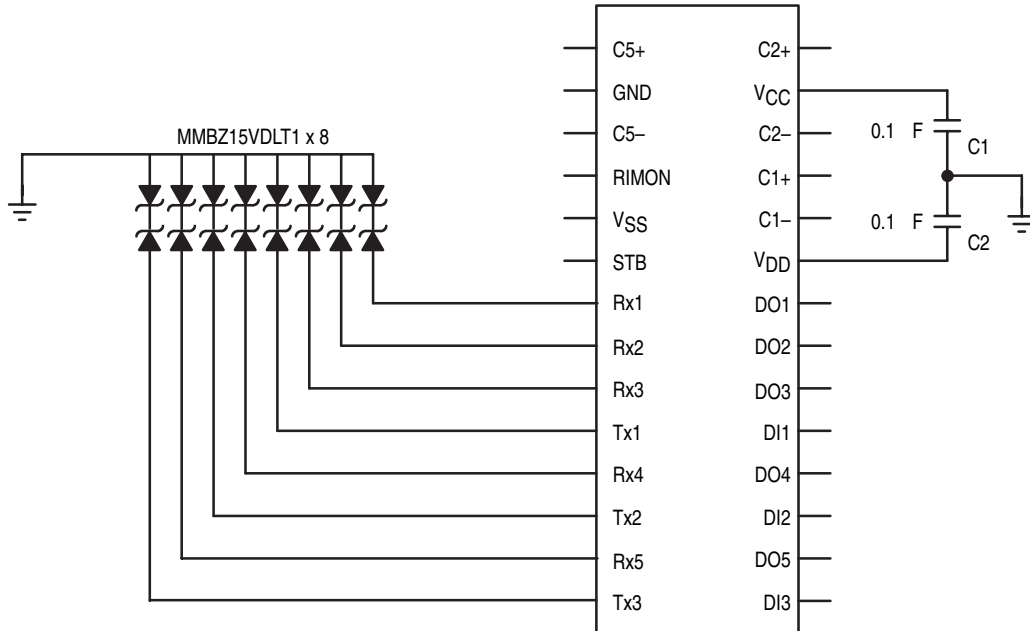 MMBZ15VDLT1 x 8
C5+
GND
C5–
RIMON
VSS
STB
Rx1
Rx2
Rx3
Tx1
Rx4
Tx2
Rx5
Tx3
C2+
VCC
C2–
C1+
C1–
VDD
DO1
DO2
DO3
DI1
DO4
DI2
DO5
DI3
0.1 F
C1
0.1 F
C2